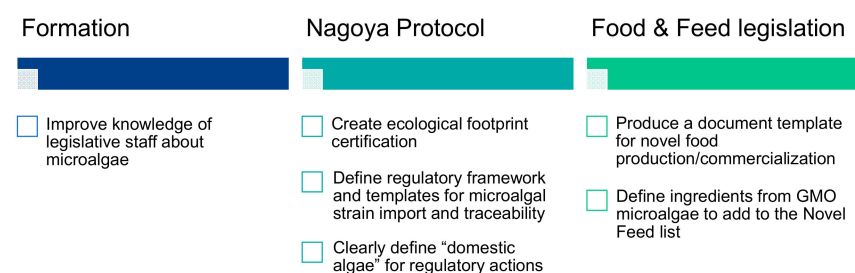 Formation
Improve knowledge of
legislative staff about
microalgae
Nagoya Protocol
Create ecological footprint
certification
Define regulatory framework
and templates for microalgal
strain import and traceability
Clearly define “domestic
algae” for regulatory actions
Food & Feed legislation
Produce a document template
for novel food
production/commercialization
Define ingredients from GMO
microalgae to add to the Novel
Feed list